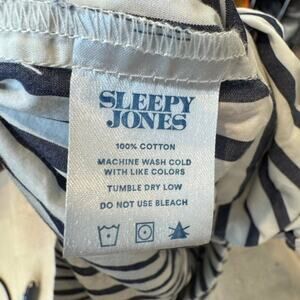 SLEEPY
JONES
100% COTTON
MACHINE WASH COLD
WITH LIKE COLORS
TUMBLE DRY LOW
DO NOT USE BLEACH